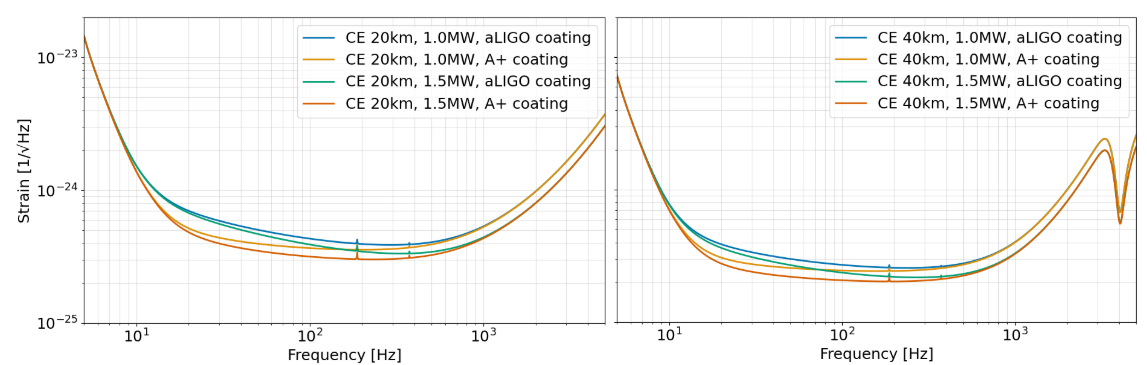 CE 20km, 1.0MW, aLIGO coating
CE 20km, 1.0MW, A+ coating
CE 20km, 1.5MW, aLIGO coating
CE 20km, 1.5MW, A+ coating
10⁻²³
10⁻²⁴
10⁻²⁵
Strain [1/√Hz]
10¹
10²
10³
Frequency [Hz]
CE 40km, 1.0MW, aLIGO coating
CE 40km, 1.0MW, A+ coating
CE 40km, 1.5MW, aLIGO coating
CE 40km, 1.5MW, A+ coating
10¹
10²
10³
Frequency [Hz]